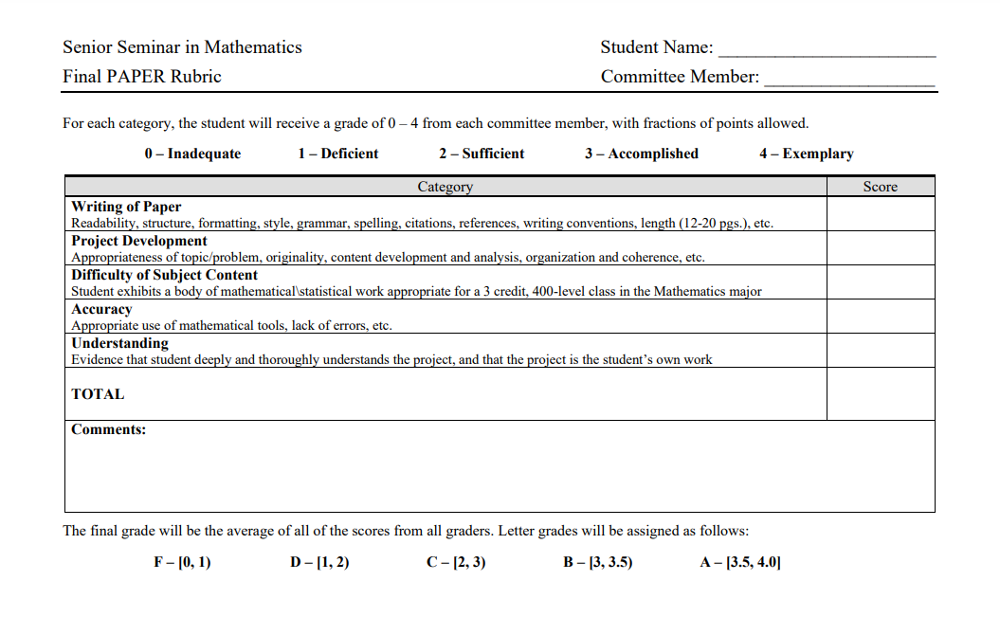 Senior Seminar in Mathematics
Student Name: _______________________
Final PAPER Rubric
Committee Member: __________________
For each category, the student will receive a grade of 0 – 4 from each committee member, with fractions of points allowed.
0 – Inadequate 1 – Deficient 2 – Sufficient 3 – Accomplished 4 – Exemplary
Category Score
Writing of Paper
Readability, structure, formatting, style, grammar, spelling, citations, references, writing conventions, length (12-20 pgs.), etc.
Project Development
Appropriateness of topic/problem, originality, content development and analysis, organization and coherence, etc.
Difficulty of Subject Content
Student exhibits a body of mathematical\statistical work appropriate for a 3 credit, 400-level class in the Mathematics major
Accuracy
Appropriate use of mathematical tools, lack of errors, etc.
Understanding
Evidence that student deeply and thoroughly understands the project, and that the project is the student’s own work
TOTAL
Comments:
The final grade will be the average of all of the scores from all graders. Letter grades will be assigned as follows:
F – [0, 1) D – [1, 2) C – [2, 3) B – [3, 3.5) A – [3.5, 4.0]